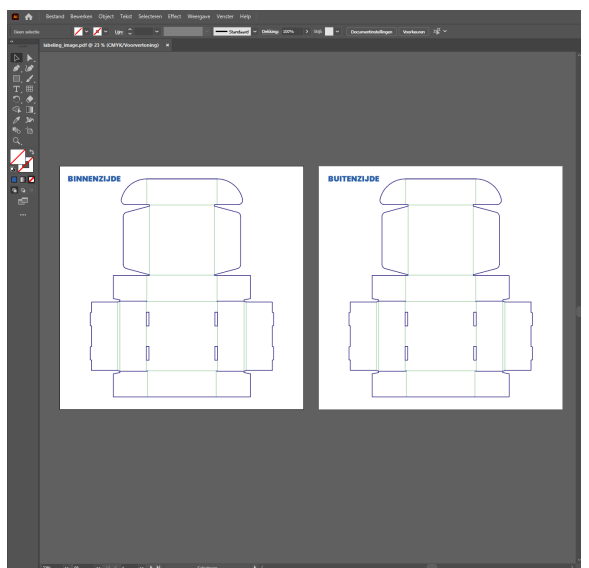 Bestand Bewerken Object Tekst Selecteren Effect Weergave Venster Help
Geen selectie Lijn: Standaard Dekking: 100% Stijl: Documentinstellingen Voorkeuren
labeling_image.pdf @ 23 % (CMYK/Voorvertoning) ×
BINNENZIJDE
BUITENZIJDE